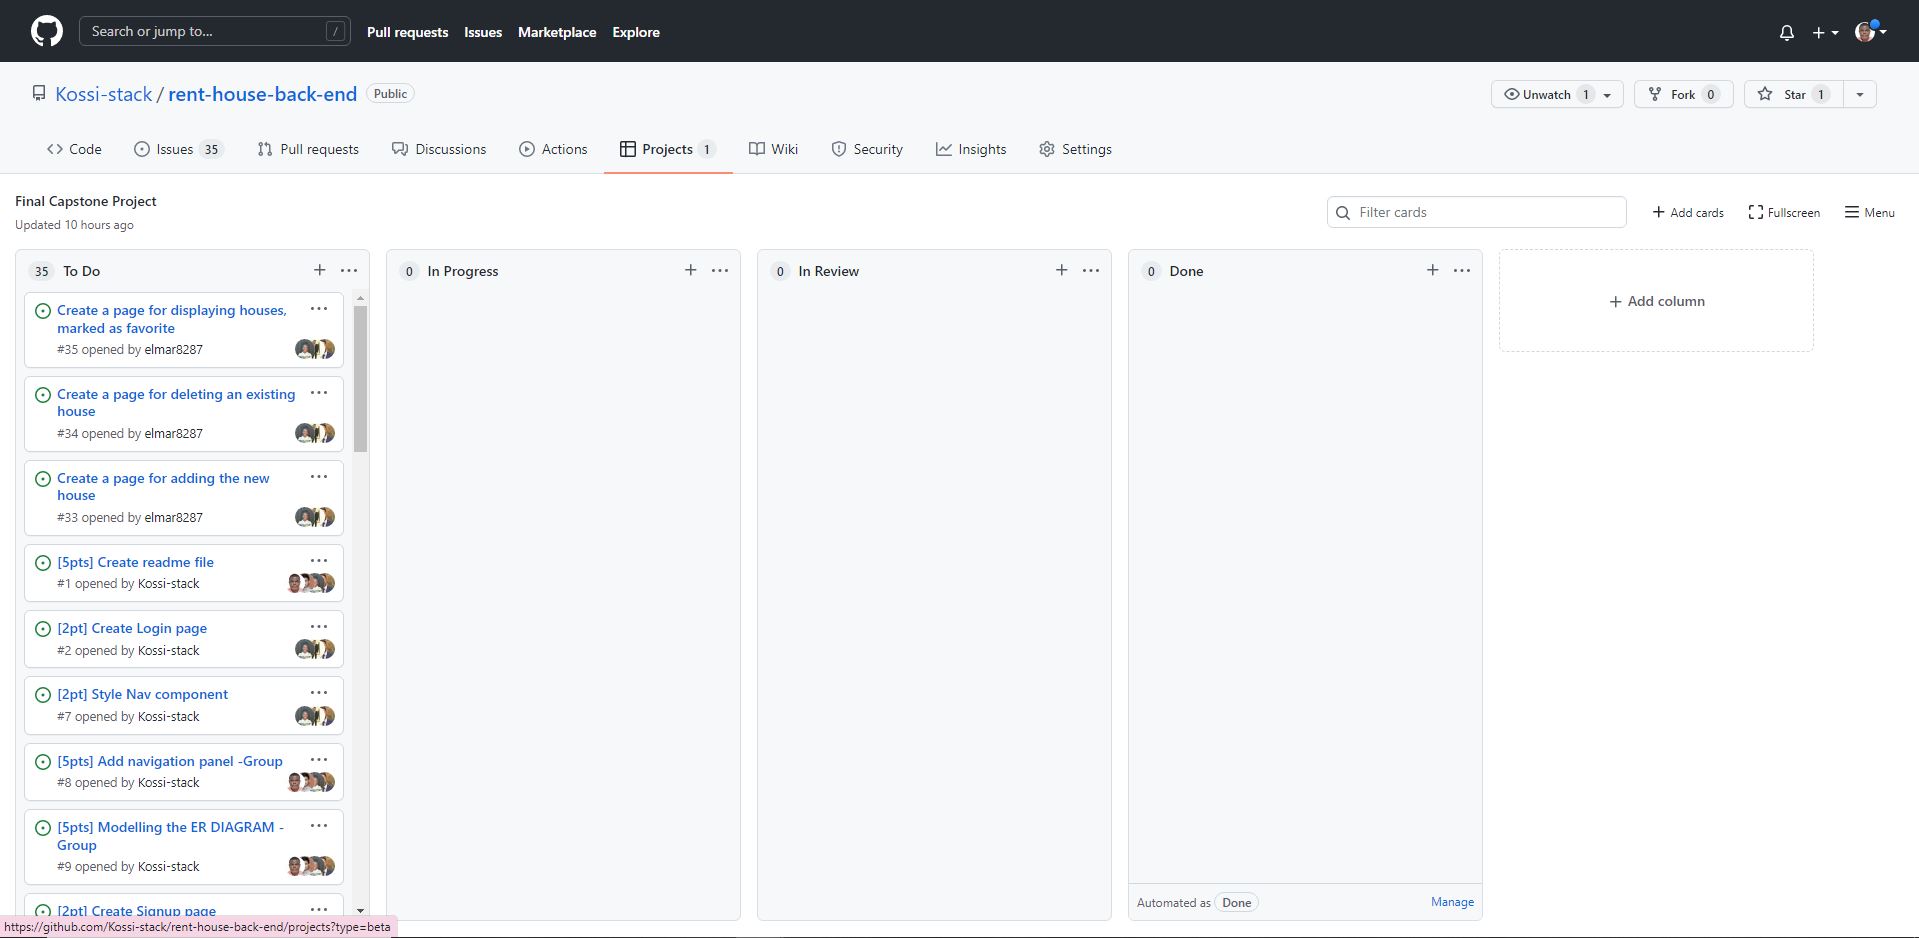 Search or jump to... /
Pull requests Issues Marketplace Explore
Kossi-stack / rent-house-back-end Public
Unwatch 1 Fork 0 Star 1
Code Issues 35 Pull requests Discussions Actions Projects 1 Wiki Security Insights Settings
Final Capstone Project
Updated 10 hours ago
Filter cards
Add cards Fullscreen Menu
35 To Do
Create a page for displaying houses,
marked as favorite
#35 opened by elmar8287
Create a page for deleting an existing
house
#34 opened by elmar8287
Create a page for adding the new
house
#33 opened by elmar8287
[5pts] Create readme file
#1 opened by Kossi-stack
[2pt] Create Login page
#2 opened by Kossi-stack
[2pt] Style Nav component
#7 opened by Kossi-stack
[5pts] Add navigation panel -Group
#8 opened by Kossi-stack
[5pts] Modelling the ER DIAGRAM -
Group
#9 opened by Kossi-stack
[2pt] Create Signup page
0 In Progress
0 In Review
0 Done
Automated as Done Manage
Add column
https://github.com/Kossi-stack/rent-house-back-end/projects?type=beta